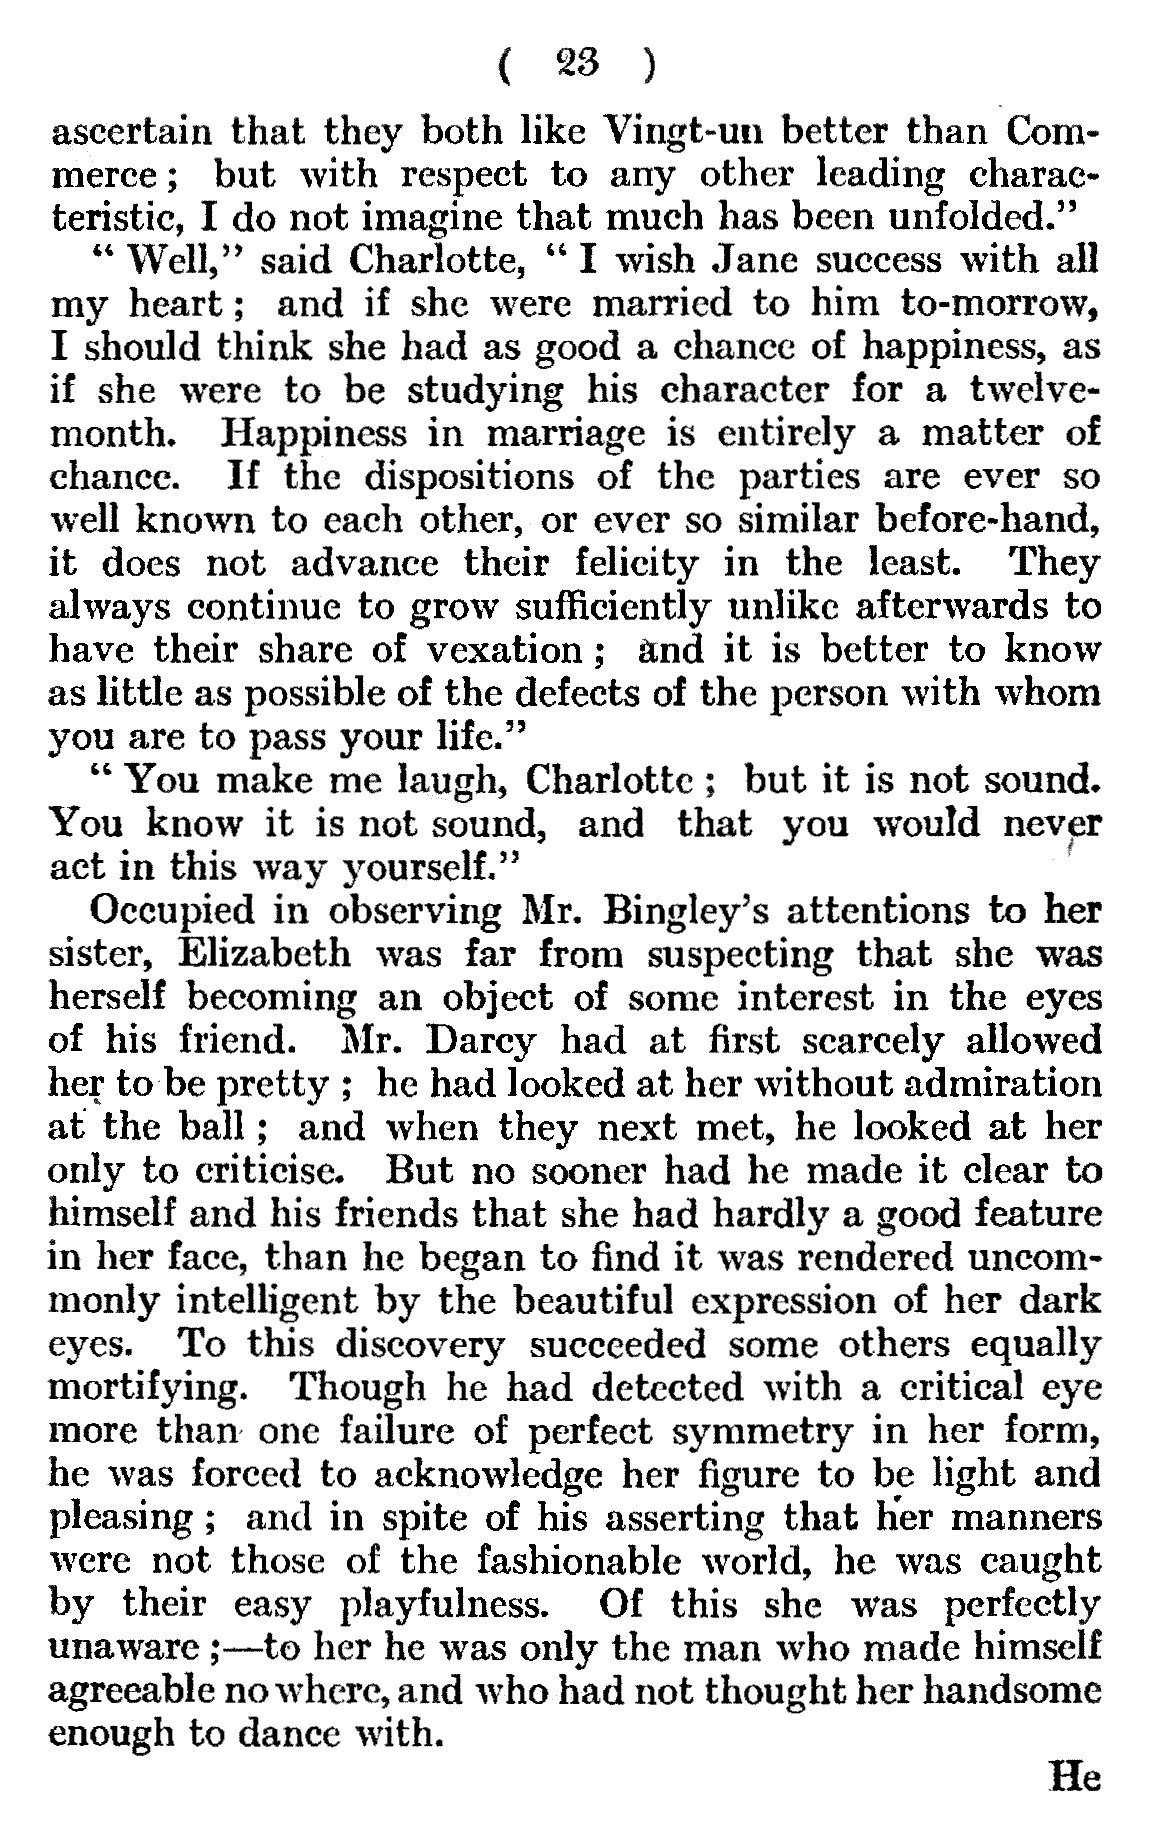 ( 23 )
ascertain that they both like Vingt-un better than Com-
merce ; but with respect to any other leading charac-
teristic, I do not imagine that much has been unfolded.”
“ Well,” said Charlotte, “ I wish Jane success with all
my heart ; and if she were married to him to-morrow,
I should think she had as good a chance of happiness, as
if she were to be studying his character for a twelve-
month. Happiness in marriage is entirely a matter of
chance. If the dispositions of the parties are ever so
well known to each other, or ever so similar before-hand,
it does not advance their felicity in the least. They
always continue to grow sufficiently unlike afterwards to
have their share of vexation ; and it is better to know
as little as possible of the defects of the person with whom
you are to pass your life.”
“ You make me laugh, Charlotte ; but it is not sound.
You know it is not sound, and that you would never
act in this way yourself.”
Occupied in observing Mr. Bingley’s attentions to her
sister, Elizabeth was far from suspecting that she was
herself becoming an object of some interest in the eyes
of his friend. Mr. Darcy had at first scarcely allowed
her to be pretty ; he had looked at her without admiration
at the ball ; and when they next met, he looked at her
only to criticise. But no sooner had he made it clear to
himself and his friends that she had hardly a good feature
in her face, than he began to find it was rendered uncom-
monly intelligent by the beautiful expression of her dark
eyes. To this discovery succeeded some others equally
mortifying. Though he had detected with a critical eye
more than one failure of perfect symmetry in her form,
he was forced to acknowledge her figure to be light and
pleasing ; and in spite of his asserting that her manners
were not those of the fashionable world, he was caught
by their easy playfulness. Of this she was perfectly
unaware ;—to her he was only the man who made himself
agreeable no where, and who had not thought her handsome
enough to dance with.
He